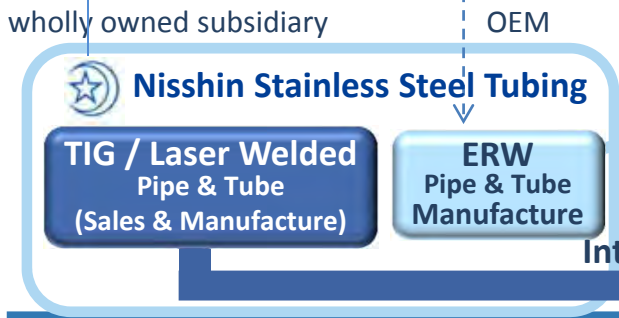 wholly owned subsidiary
OEM
Nisshin Stainless Steel Tubing
TIG / Laser Welded
Pipe & Tube
(Sales & Manufacture)
ERW
Pipe & Tube
Manufacture